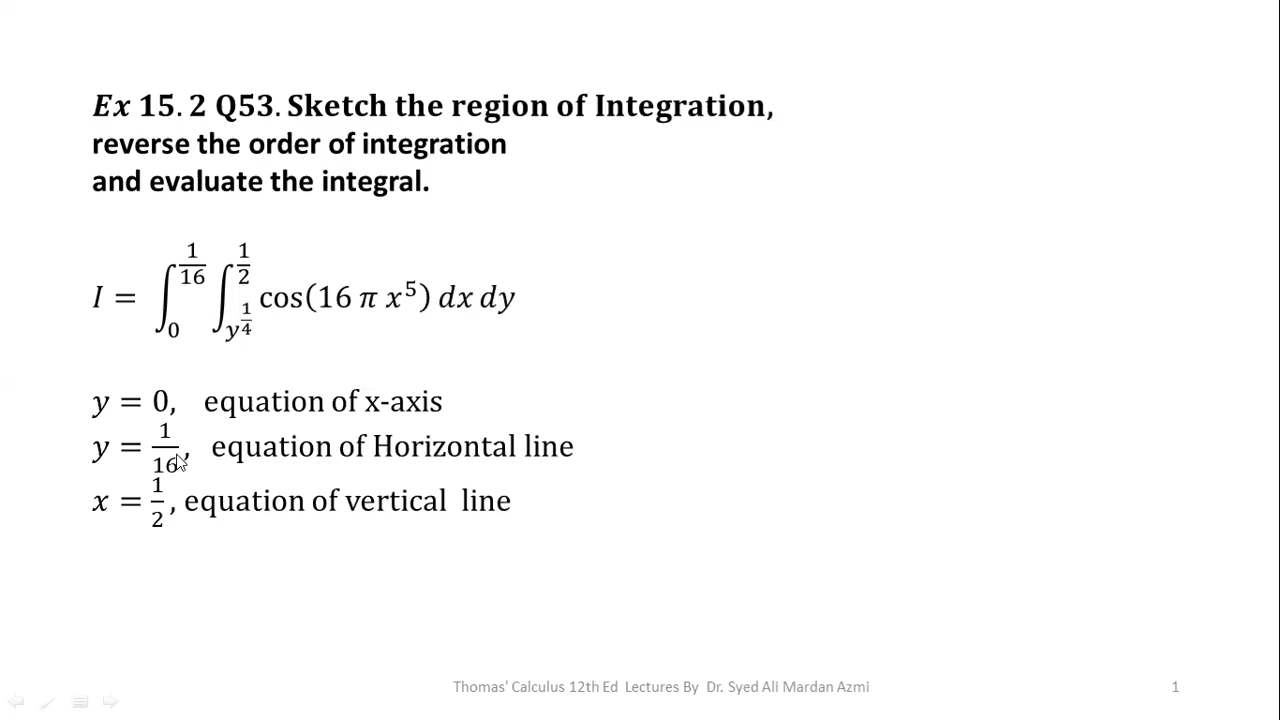 Ex 15.2 Q53. Sketch the region of Integration,
reverse the order of integration
and evaluate the integral.
I = ∫_0^{1/16} ∫_{y^{1/4}}^{1/2} cos(16 π x⁵) dx dy
y = 0, equation of x-axis
y = 1/16, equation of Horizontal line
x = 1/2, equation of vertical line
Thomas' Calculus 12th Ed Lectures By Dr. Syed Ali Mardan Azmi 1